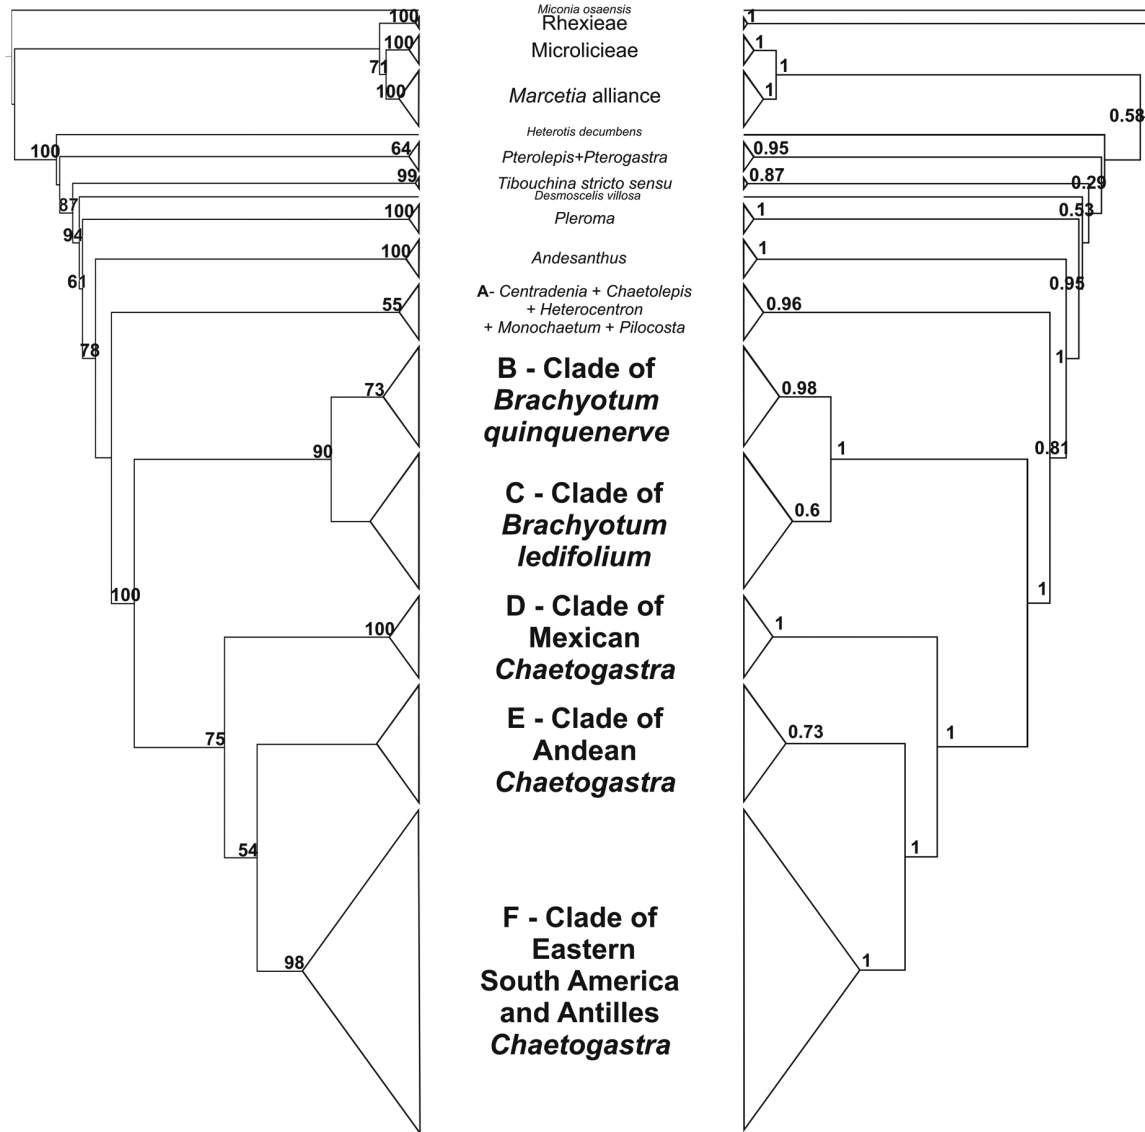 Miconia osaensis
100 Rhexieae 1
100 Microlicieae 1
71 1
100 Marcetia alliance 1
0.58
Heterotis decumbens
100 64 Pterolepis+Pterogastra 0.95
99 Tibouchina stricto sensu 0.87 0.29
Desmoscelis villosa
87 100 Pleroma 1 0.53
94
100 Andesanthus 1
61 0.95
A- Centradenia + Chaetolepis
55 + Heterocentron 0.96
+ Monochaetum + Pilocosta
78 1
B - Clade of
73 Brachyotum 0.98
quinquenerve
90 1 0.81
C - Clade of
Brachyotum 0.6
ledifolium
100 1
D - Clade of
100 Mexican 1
Chaetogastra
E - Clade of
75 Andean 0.73 1
Chaetogastra
54 1
F - Clade of
Eastern
98 South America 1
and Antilles
Chaetogastra